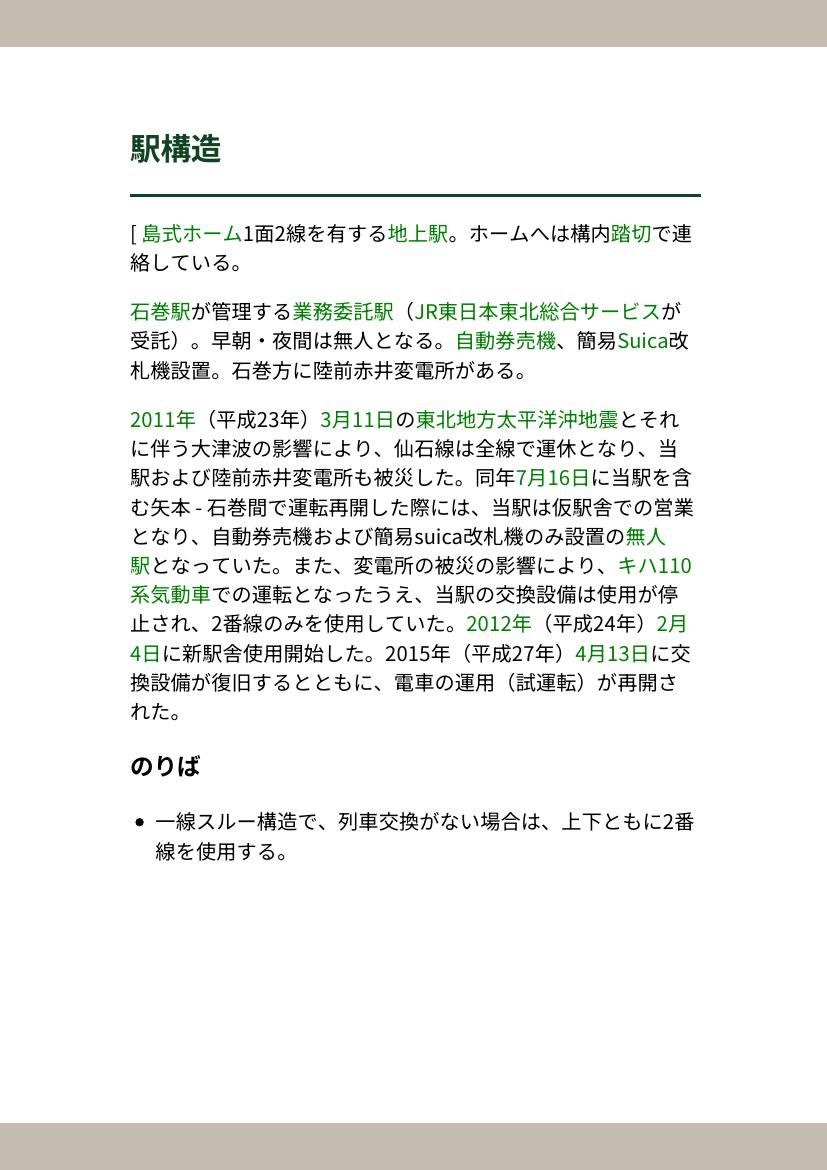 駅構造
[ 島式ホーム1面2線を有する地上駅。ホームへは構内踏切で連
絡している。
石巻駅が管理する業務委託駅（JR東日本東北総合サービスが
受託）。早朝・夜間は無人となる。自動券売機、簡易Suica改
札機設置。石巻方に陸前赤井変電所がある。
2011年（平成23年）3月11日の東北地方太平洋沖地震とそれ
に伴う大津波の影響により、仙石線は全線で運休となり、当
駅および陸前赤井変電所も被災した。同年7月16日に当駅を含
む矢本 - 石巻間で運転再開した際には、当駅は仮駅舎での営業
となり、自動券売機および簡易suica改札機のみ設置の無人
駅となっていた。また、変電所の被災の影響により、キハ110
系気動車での運転となったうえ、当駅の交換設備は使用が停
止され、2番線のみを使用していた。2012年（平成24年）2月
4日に新駅舎使用開始した。2015年（平成27年）4月13日に交
換設備が復旧するとともに、電車の運用（試運転）が再開さ
れた。
のりば
• 一線スルー構造で、列車交換がない場合は、上下ともに2番
線を使用する。